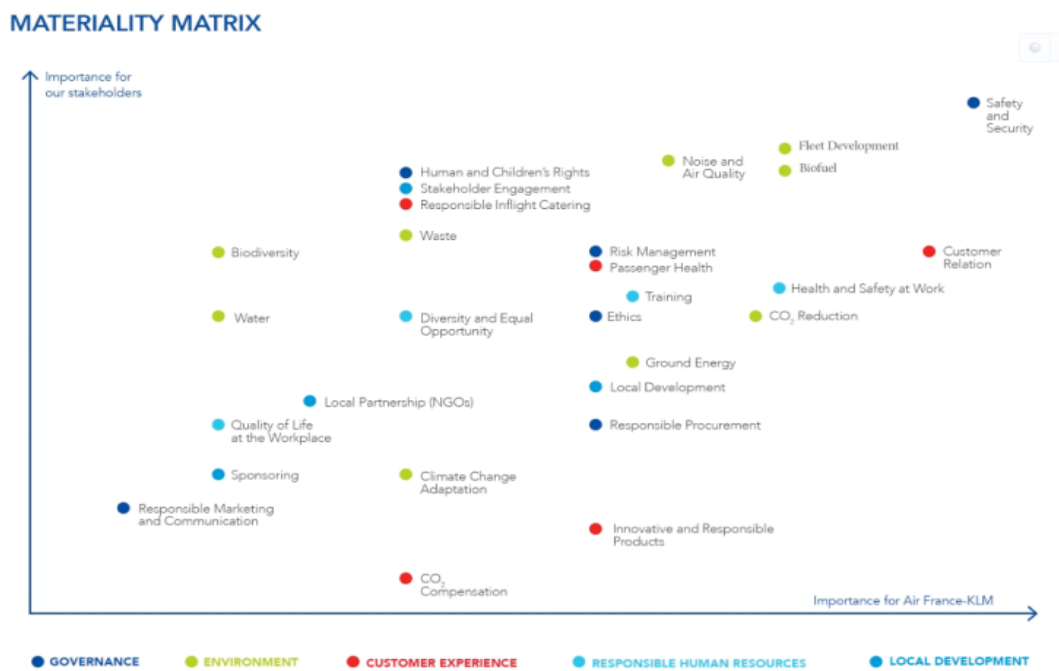 MATERIALITY MATRIX
Importance for
our stakeholders
Safety
and
Security
Fleet Development
Noise and
Air Quality
Biofuel
Human and Children's Rights
Stakeholder Engagement
Responsible Inflight Catering
Waste
Biodiversity
Risk Management
Passenger Health
Customer
Relation
Health and Safety at Work
Training
Water
Diversity and Equal
Opportunity
Ethics
CO₂ Reduction
Ground Energy
Local Development
Local Partnership (NGOs)
Quality of Life
at the Workplace
Responsible Procurement
Sponsoring
Climate Change
Adaptation
Responsible Marketing
and Communication
Innovative and Responsible
Products
CO₂
Compensation
Importance for Air France-KLM
GOVERNANCE
ENVIRONMENT
CUSTOMER EXPERIENCE
RESPONSIBLE HUMAN RESOURCES
LOCAL DEVELOPMENT